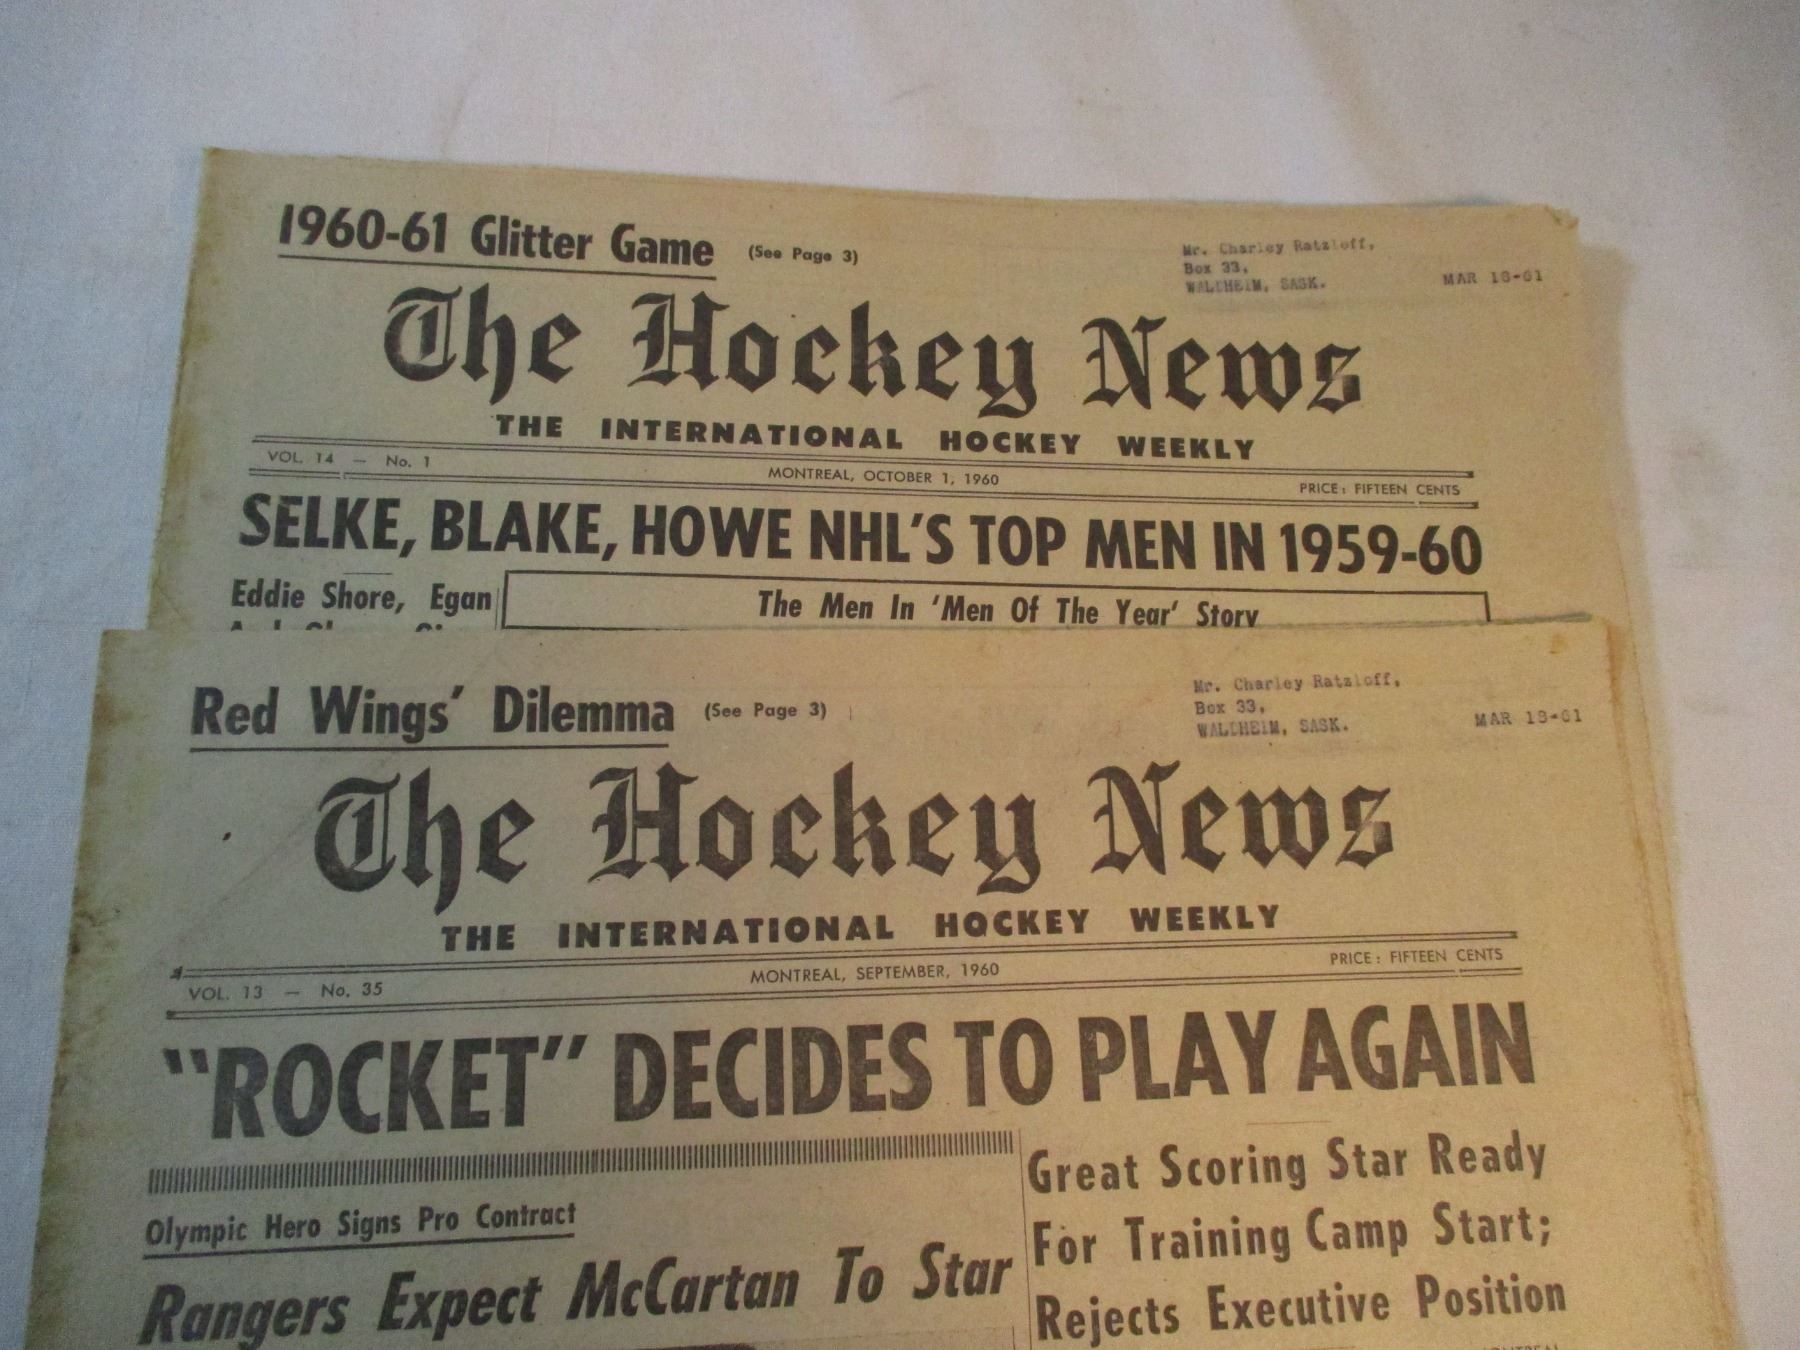 1960-61 Glitter Game (See Page 3)
Mr. Charley Ratzloff,
Box 33,
WALDHEIM, SASK. MAR 18-61
The Hockey News
THE INTERNATIONAL HOCKEY WEEKLY
VOL. 14 — No. 1 MONTREAL, OCTOBER 1, 1960 PRICE: FIFTEEN CENTS
SELKE, BLAKE, HOWE NHL'S TOP MEN IN 1959-60
Eddie Shore, Egan
The Men In 'Men Of The Year' Story
Red Wings' Dilemma (See Page 3)
Mr. Charley Ratzloff,
Box 33,
WALDHEIM, SASK. MAR 18-61
The Hockey News
THE INTERNATIONAL HOCKEY WEEKLY
VOL. 13 — No. 35 MONTREAL, SEPTEMBER, 1960 PRICE: FIFTEEN CENTS
"ROCKET" DECIDES TO PLAY AGAIN
Olympic Hero Signs Pro Contract
Rangers Expect McCartan To Star
Great Scoring Star Ready
For Training Camp Start;
Rejects Executive Position